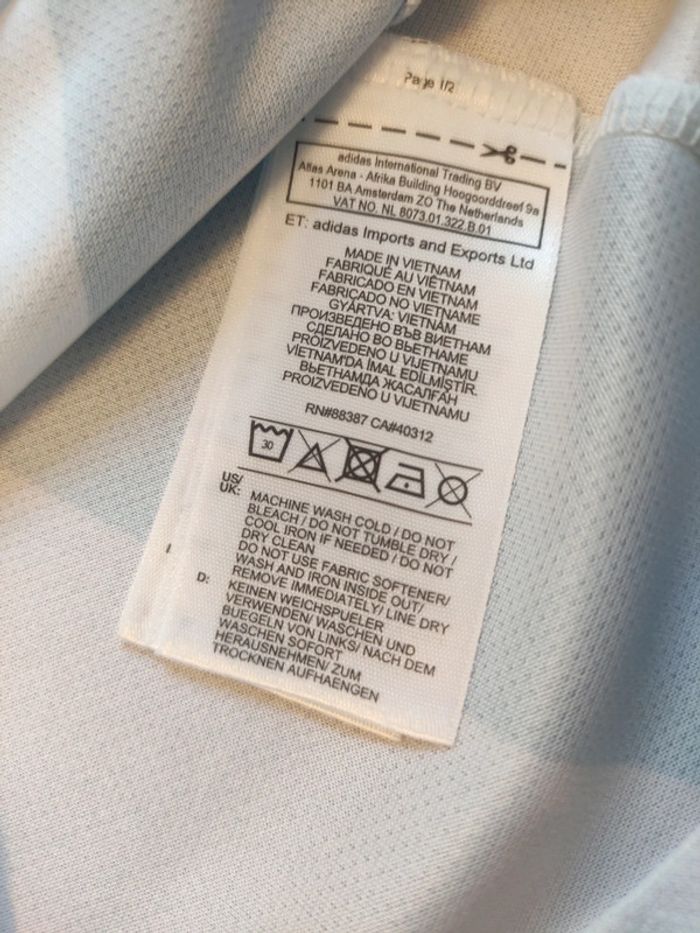 Page 1/2
adidas International Trading BV
Atlas Arena - Afrika Building Hoogoorddreef 9a
1101 BA Amsterdam ZO The Netherlands
VAT NO. NL 8073.01.322.B.01
ET: adidas Imports and Exports Ltd
MADE IN VIETNAM
FABRIQUÉ AU VIÊTNAM
FABRICADO EN VIETNAM
FABRICADO NO VIETNAME
GYÁRTVA: VIETNÁM
ПРОИЗВЕДЕНО ВЪВ ВИЕТНАМ
СДЕЛАНО ВО ВЬЕТНАМЕ
PROIZVEDENO U VIJETNAMU
VİETNAM'DA İMAL EDİLMİŞTİR.
ВЬЕТНАМДА ЖАСАЛҒАН
PROIZVEDENO U VIJETNAMU
RN#88387 CA#40312
30
US/
UK:
MACHINE WASH COLD / DO NOT
BLEACH / DO NOT TUMBLE DRY /
COOL IRON IF NEEDED / DO NOT
DRY CLEAN
DO NOT USE FABRIC SOFTENER/
WASH AND IRON INSIDE OUT/
REMOVE IMMEDIATELY/ LINE DRY
D:
KEINEN WEICHSPUELER
VERWENDEN/ WASCHEN UND
BUEGELN VON LINKS/ NACH DEM
WASCHEN SOFORT
HERAUSNEHMEN/ ZUM
TROCKNEN AUFHAENGEN